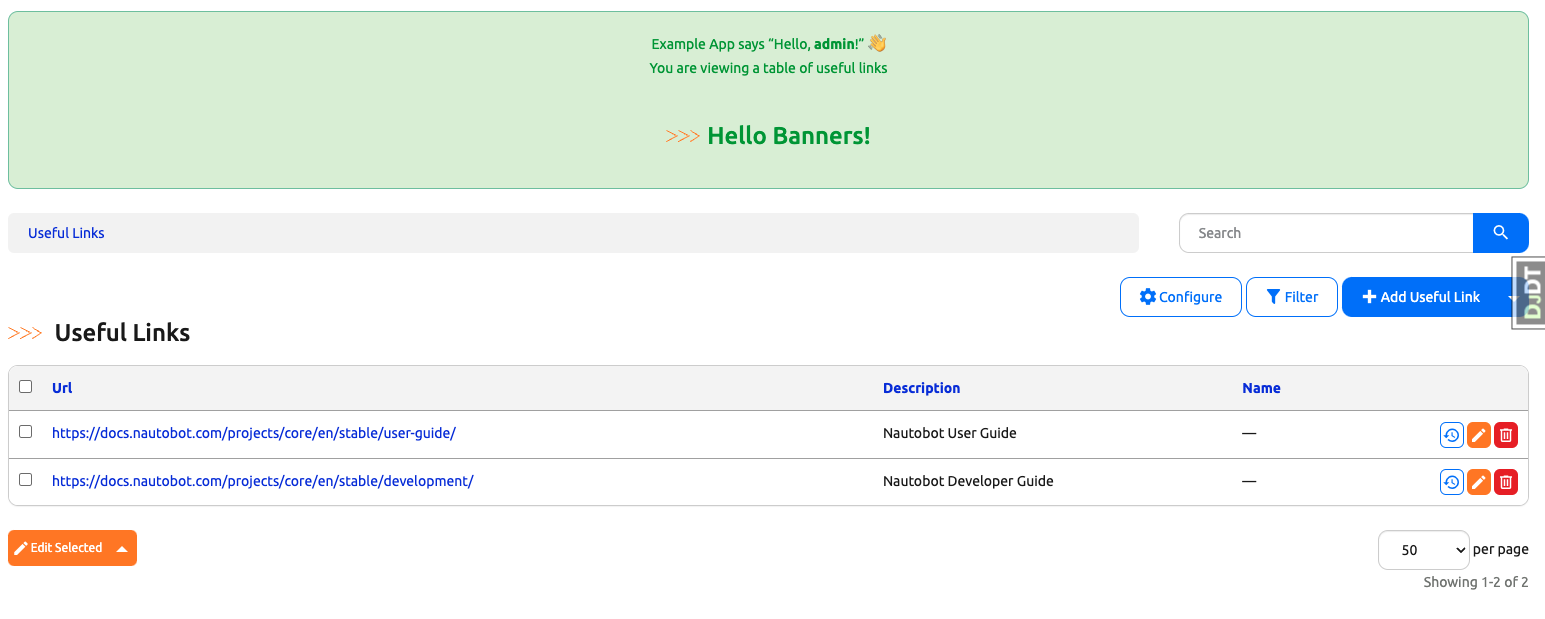 Example App says “Hello, admin!” 👋
You are viewing a table of useful links
>>> Hello Banners!
Useful Links
Search
Configure Filter Add Useful Link
DJDT
>>> Useful Links
Url Description Name
https://docs.nautobot.com/projects/core/en/stable/user-guide/ Nautobot User Guide —
https://docs.nautobot.com/projects/core/en/stable/development/ Nautobot Developer Guide —
Edit Selected
50 per page
Showing 1-2 of 2